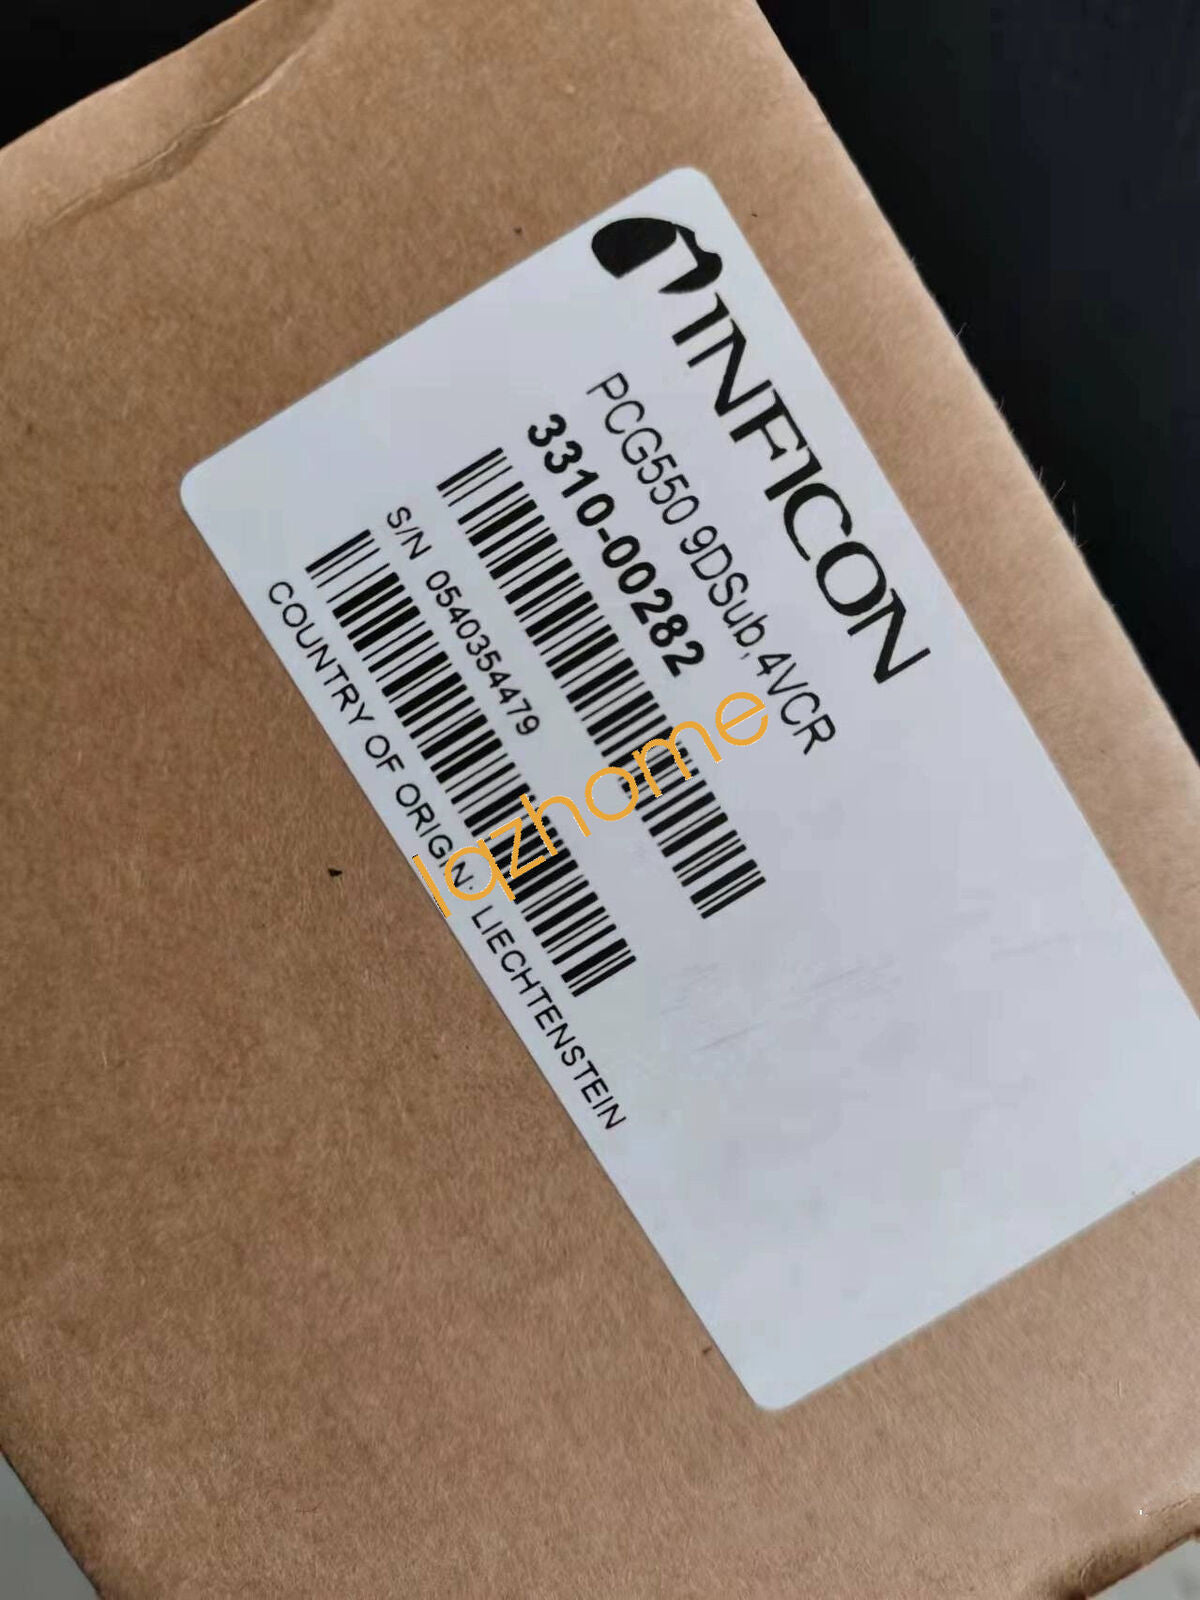 INFICON
PCG550 9DSub, 4VCR
3310-00282
S/N 0540354479
COUNTRY OF ORIGIN: LIECHTENSTEIN
lqzhome